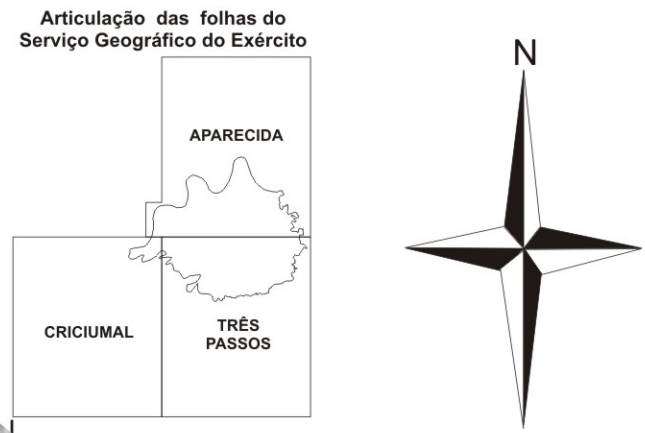 Articulação das folhas do
Serviço Geográfico do Exército
N
APARECIDA
CRICIUMAL
TRÊS
PASSOS